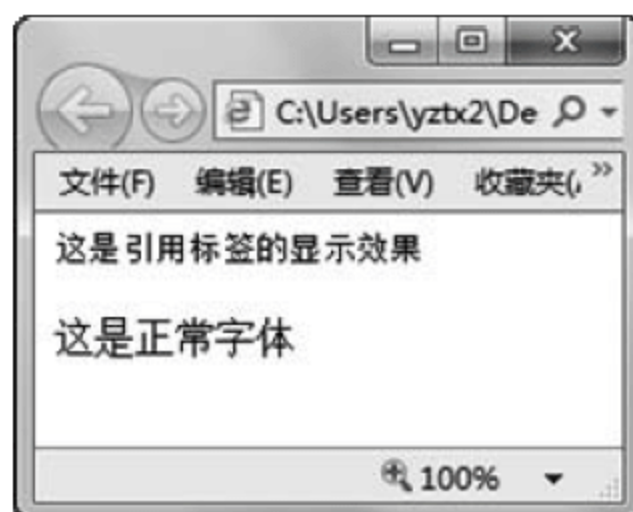 C:\Users\yztx2\De
文件(F) 编辑(E) 查看(V) 收藏夹(/ »
这是引用标签的显示效果
这是正常字体
100%